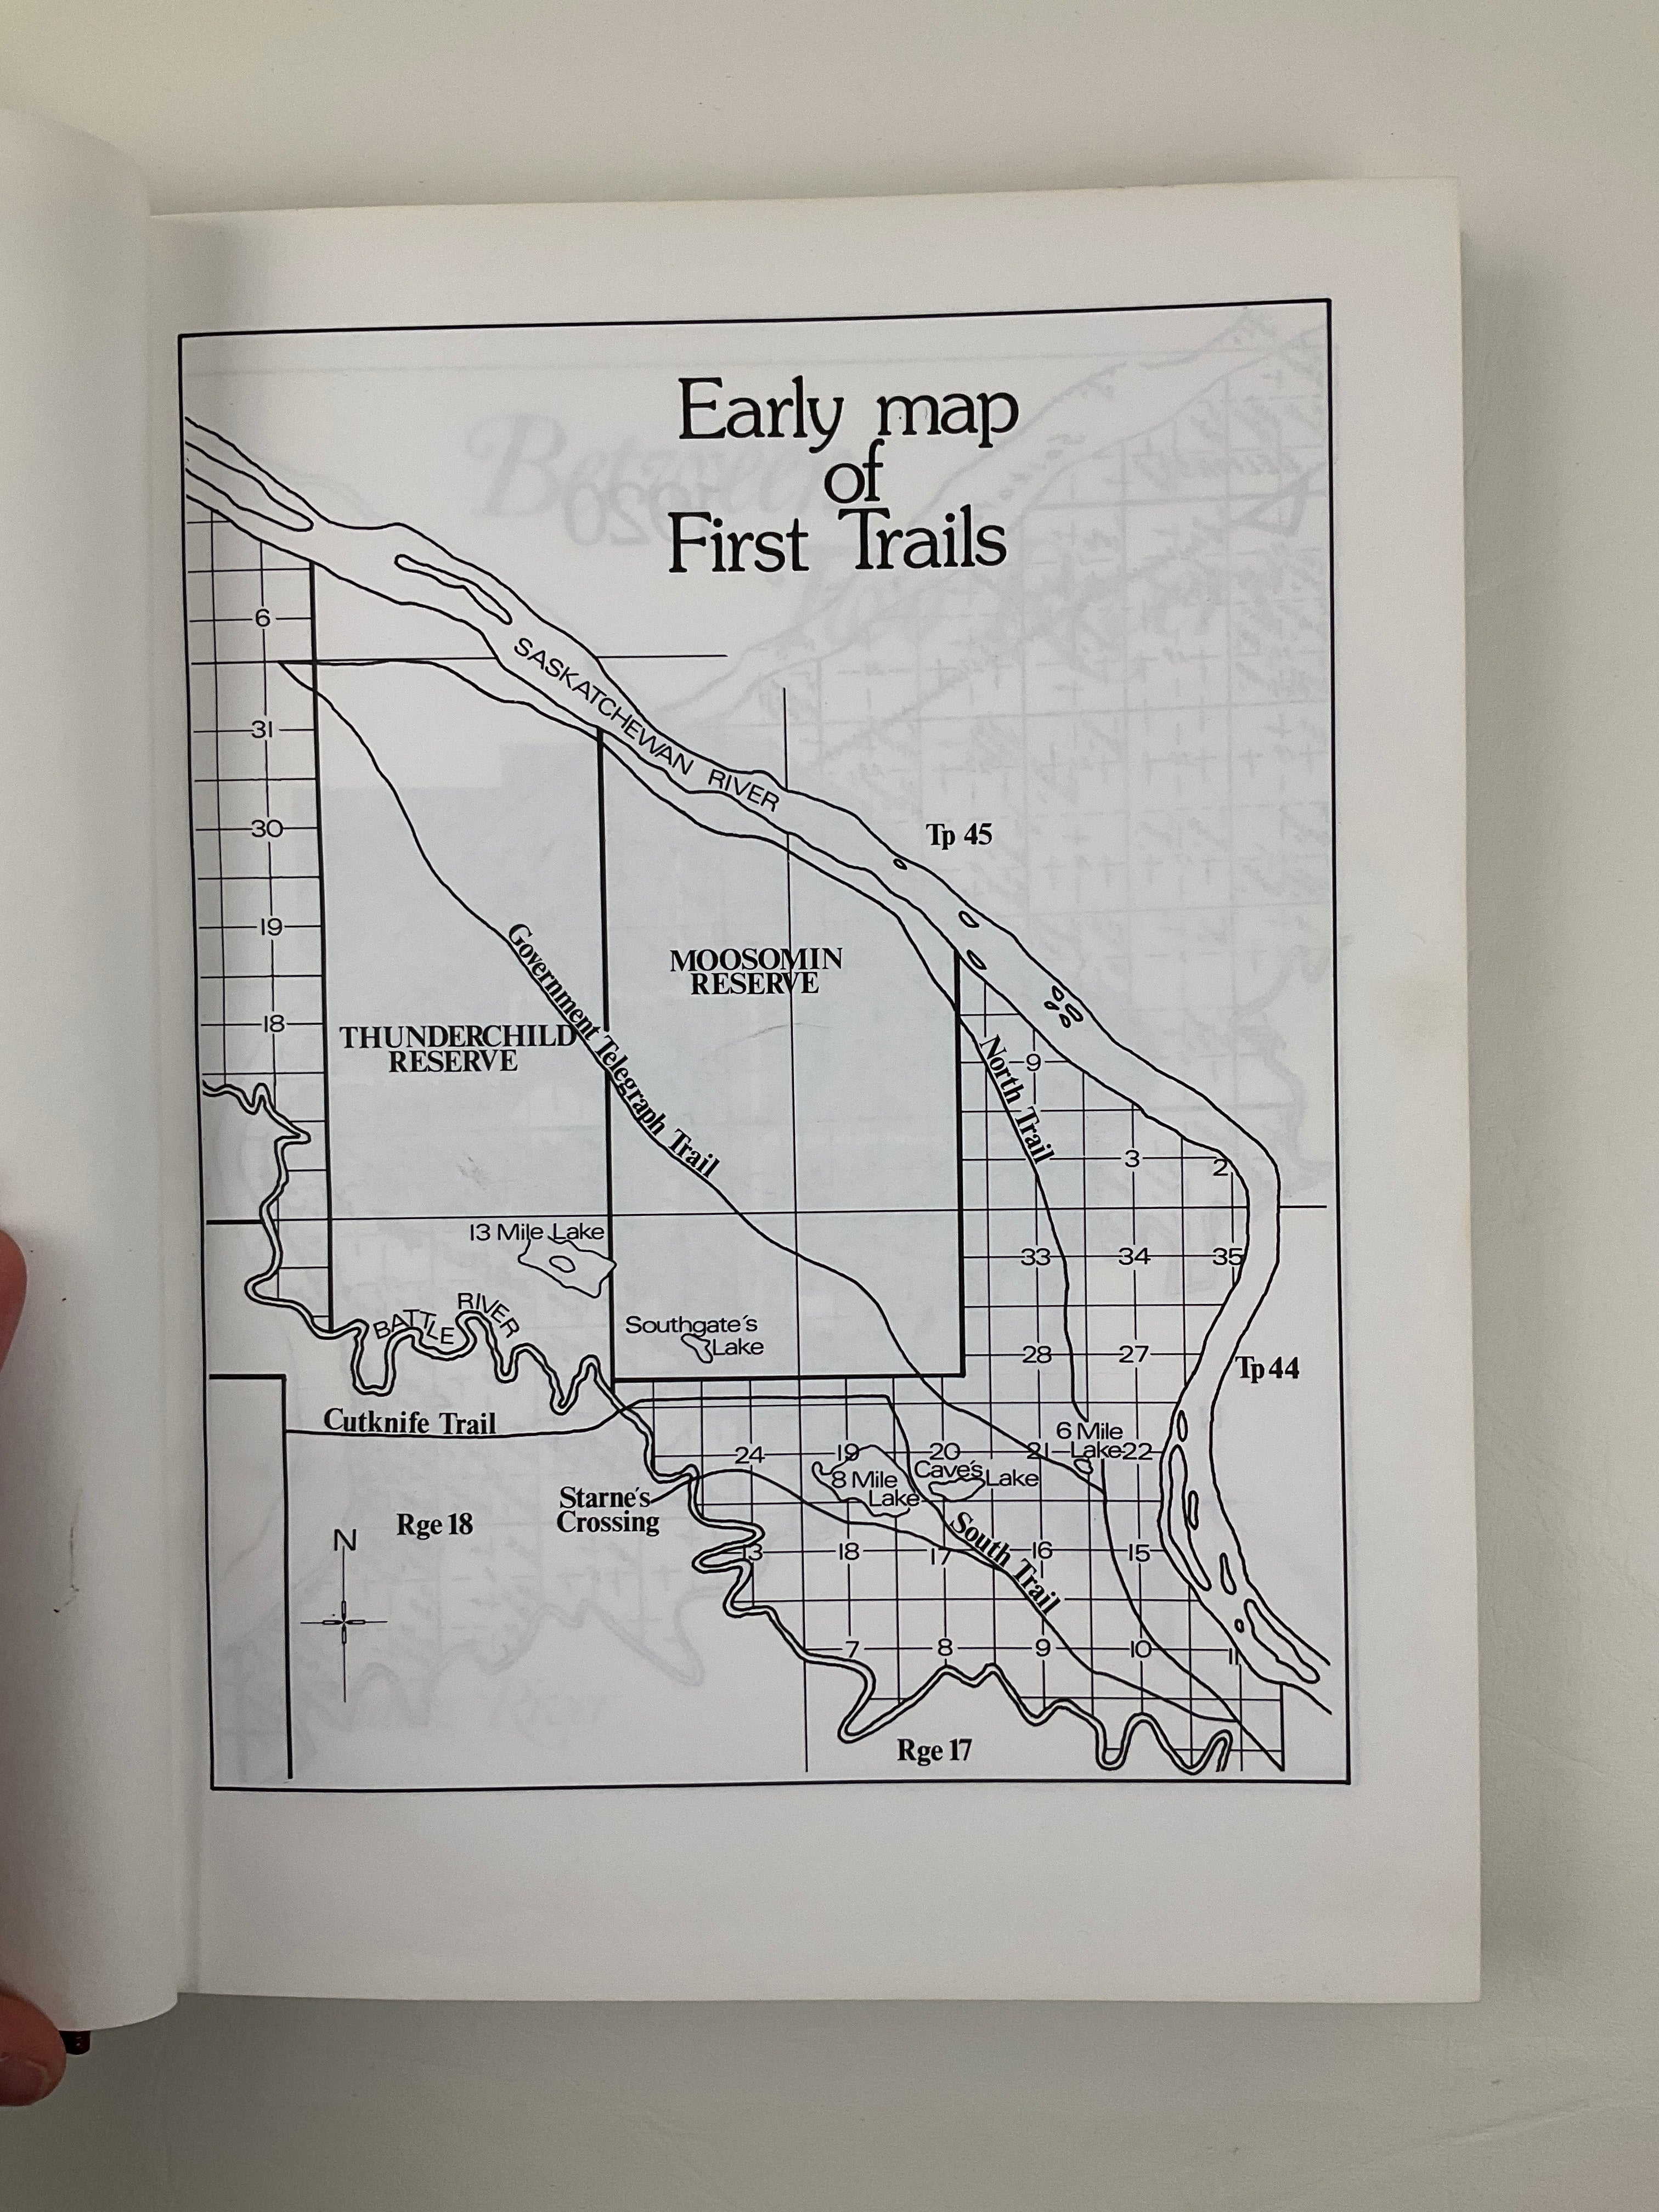 Early map
of
First Trails
6
SASKATCHEWAN RIVER
31
30
Tp 45
19
Government Telegraph Trail
MOOSOMIN
RESERVE
18
THUNDERCHILD
RESERVE
North Trail
9
3
2
13 Mile Lake
33
34
35
BATTLE RIVER
Southgate's
Lake
28
27
Tp 44
Cutknife Trail
6 Mile
Lake
24
19
20
21
22
8 Mile
Lake
Cave's Lake
Starne's
Crossing
Rge 18
N
South Trail
13
18
17
16
15
7
8
9
10
11
Rge 17